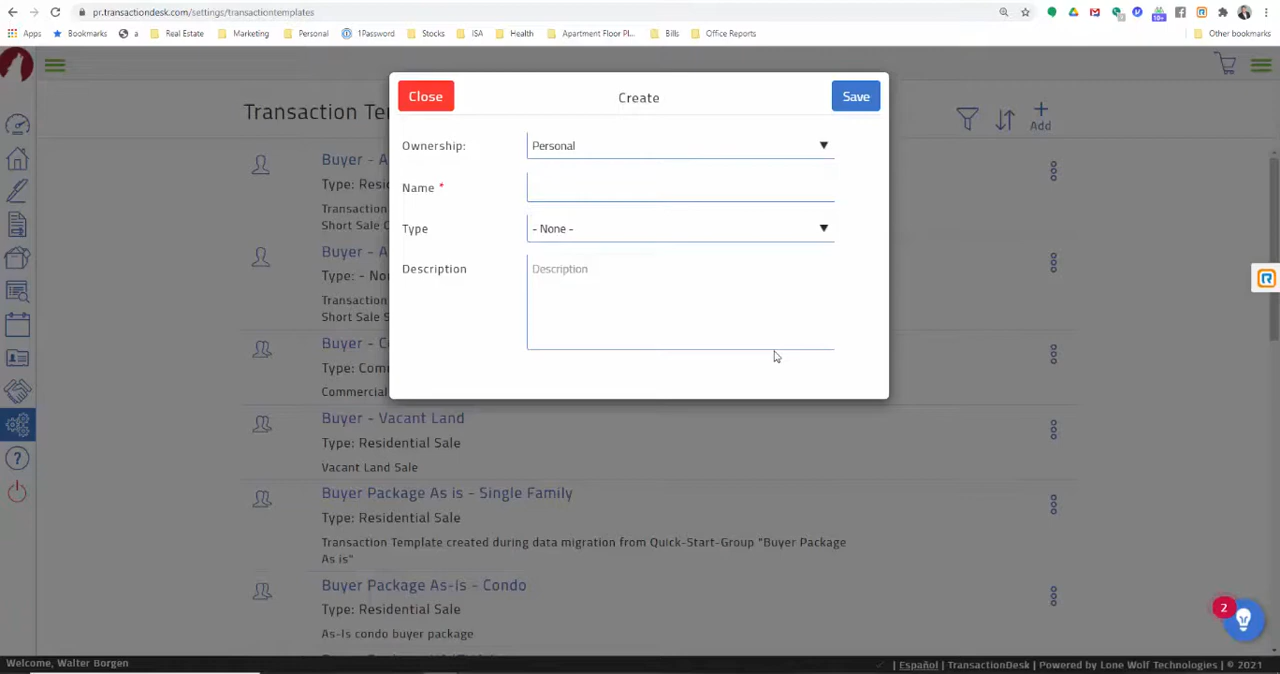 pr.transactiondesk.com/settings/transactiontemplates
Apps Bookmarks a Real Estate Marketing Personal 1Password Stocks ISA Health Apartment Floor Pl... Bills Office Reports Other bookmarks
10+
Close Create Save
Transaction Te
Add
Ownership: Personal
Name *
Type - None -
Description Description
Buyer - A
Type: Resi
Transaction
Short Sale
Buyer - A
Type: - No
Transaction
Short Sale
Buyer - C
Type: Com
Commercial
Buyer - Vacant Land
Type: Residential Sale
Vacant Land Sale
Buyer Package As is - Single Family
Type: Residential Sale
Transaction Template created during data migration from Quick-Start-Group "Buyer Package
As is"
Buyer Package As-is - Condo
Type: Residential Sale
As-Is condo buyer package
2
Welcome, Walter Borgen
| Español | TransactionDesk | Powered by Lone Wolf Technologies | © 2021